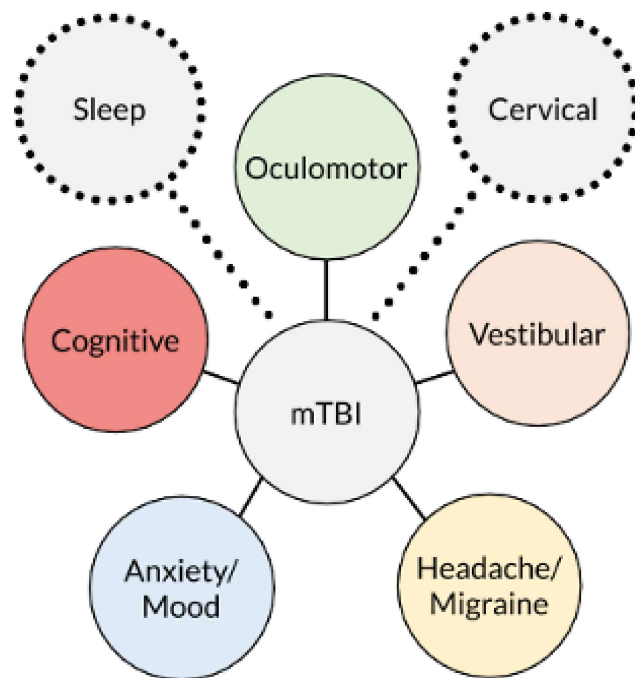 Sleep
Cervical
Oculomotor
Cognitive
Vestibular
mTBI
Anxiety/
Mood
Headache/
Migraine